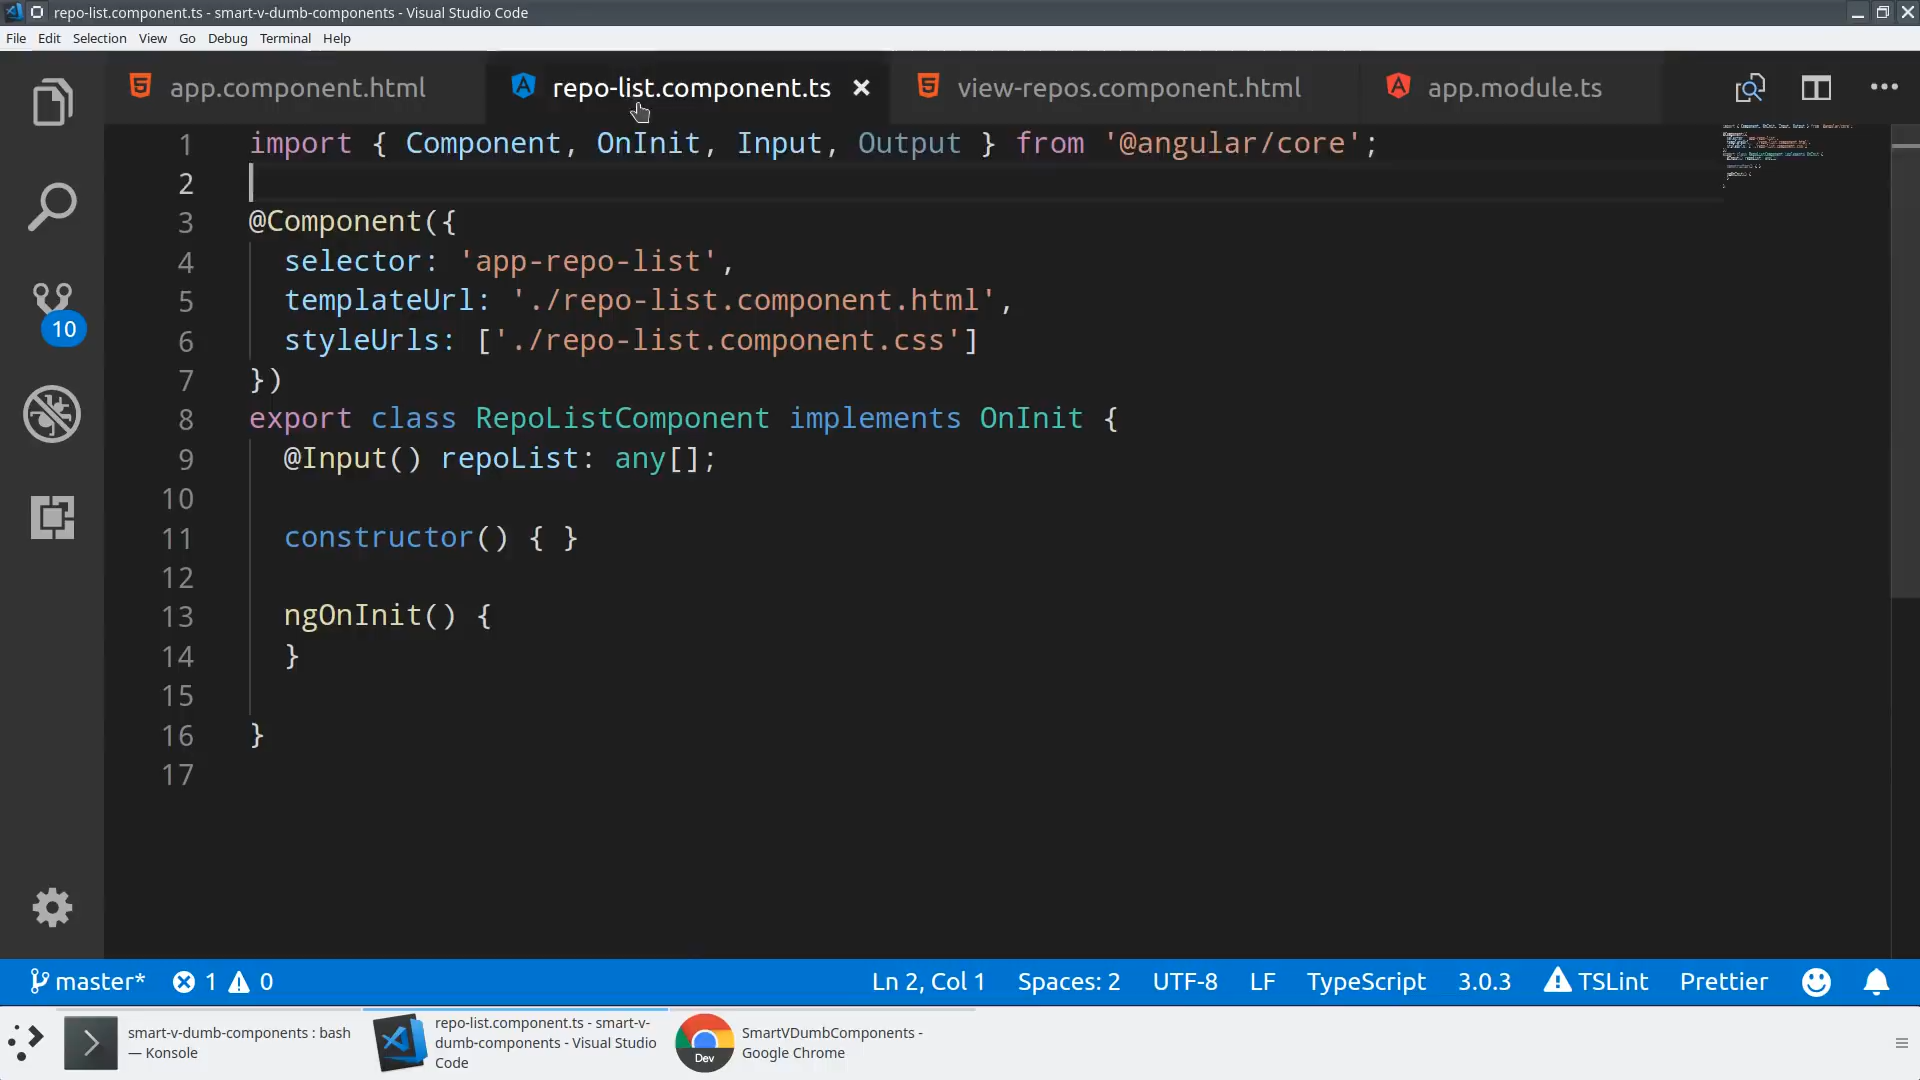 repo-list.component.ts - smart-v-dumb-components - Visual Studio Code
File Edit Selection View Go Debug Terminal Help
app.component.html repo-list.component.ts view-repos.component.html app.module.ts
1 import { Component, OnInit, Input, Output } from '@angular/core';
2
3 @Component({
4 selector: 'app-repo-list',
5 templateUrl: './repo-list.component.html',
6 styleUrls: ['./repo-list.component.css']
7 })
8 export class RepoListComponent implements OnInit {
9 @Input() repoList: any[];
10
11 constructor() { }
12
13 ngOnInit() {
14 }
15
16 }
17
10
master* 1 0 Ln 2, Col 1 Spaces: 2 UTF-8 LF TypeScript 3.0.3 TSLint Prettier
smart-v-dumb-components : bash
— Konsole
repo-list.component.ts - smart-v-
dumb-components - Visual Studio
Code
Dev
SmartVDumbComponents -
Google Chrome